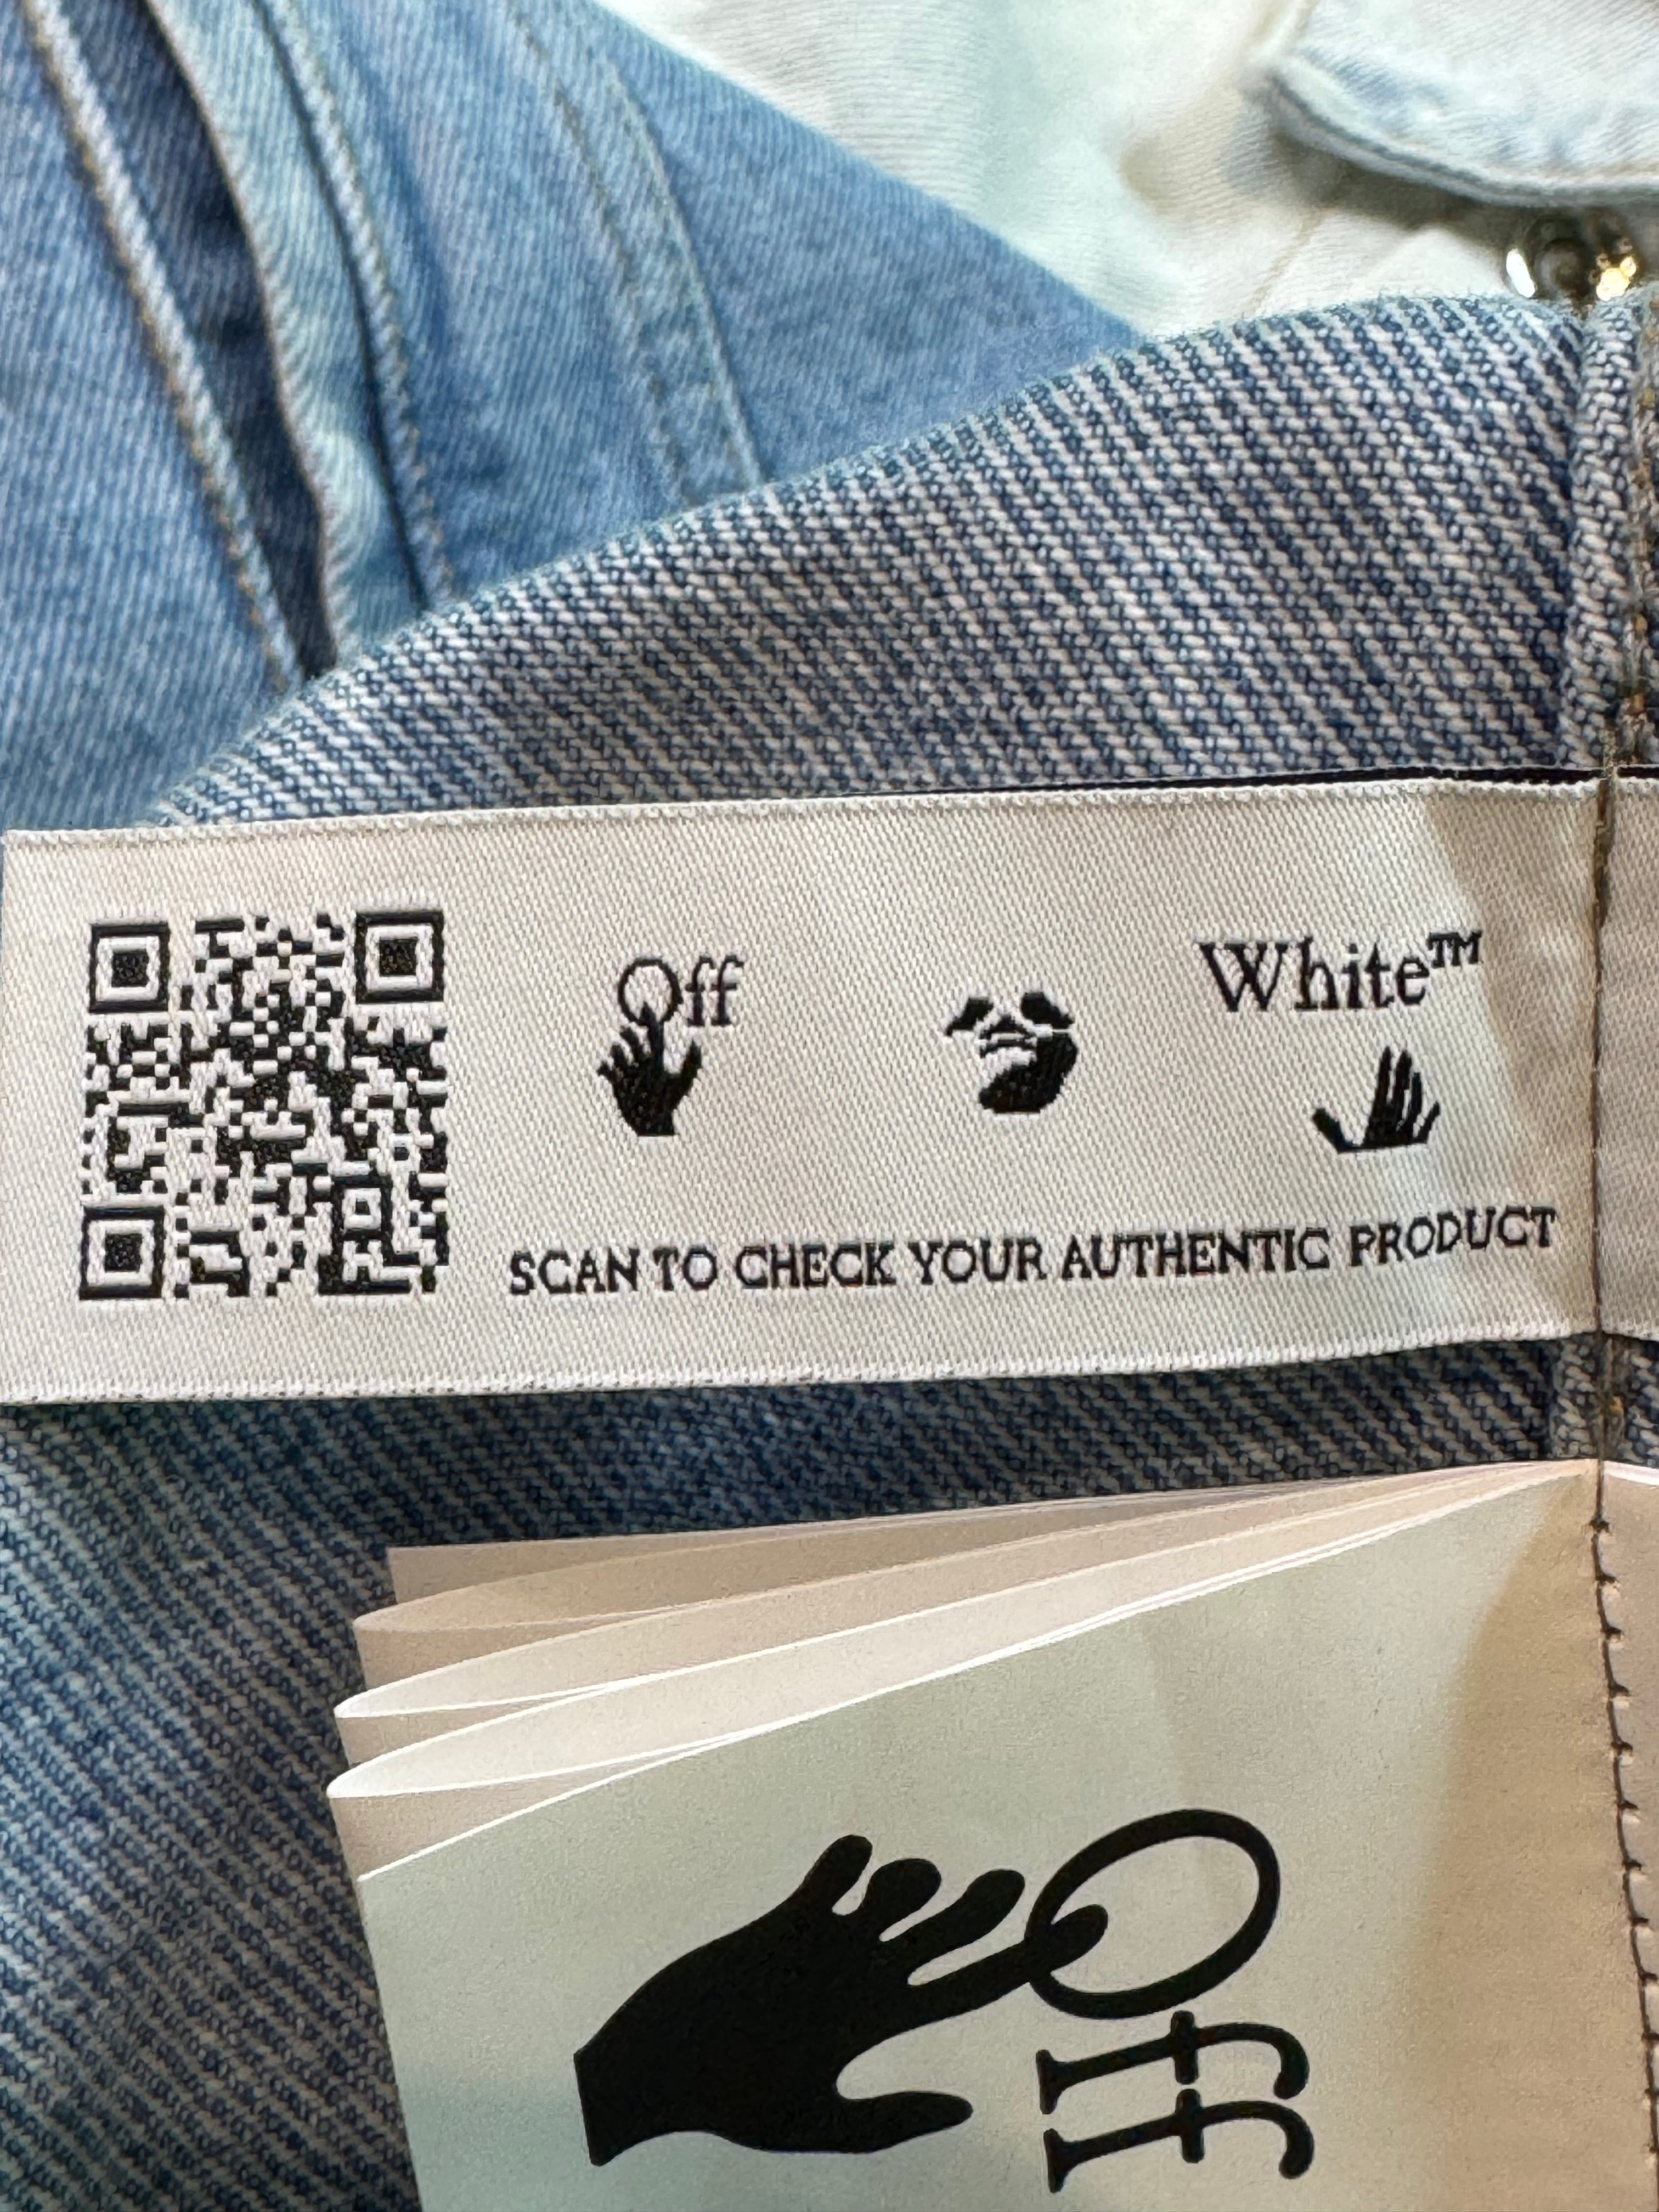 Off
White™
SCAN TO CHECK YOUR AUTHENTIC PRODUCT
Off